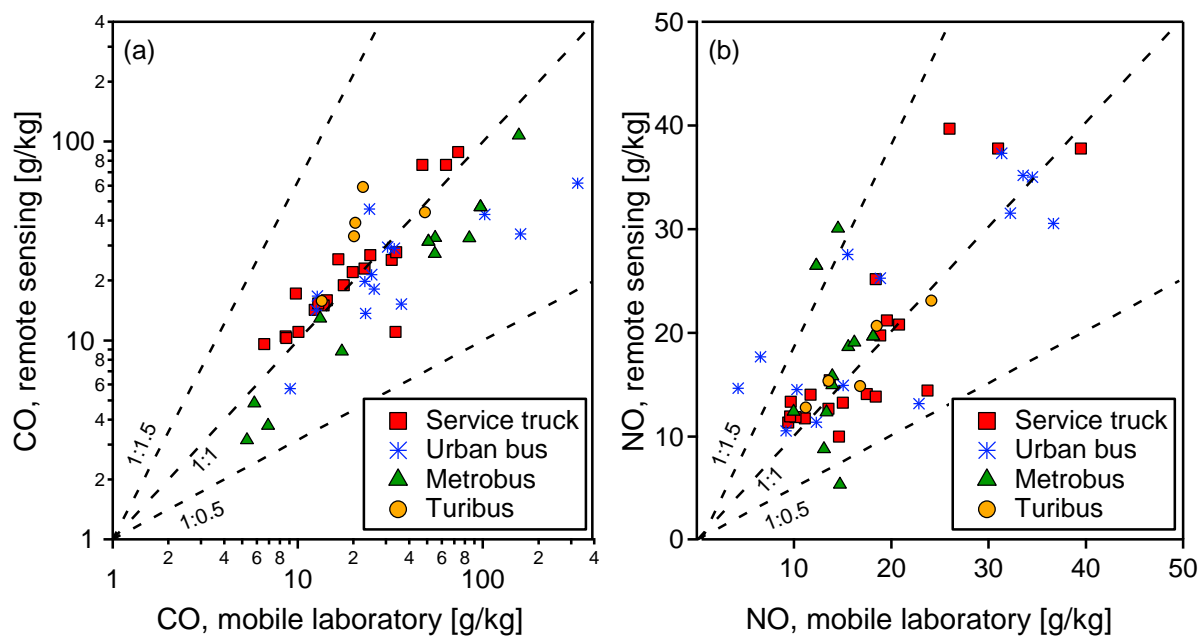 (a)
CO, remote sensing [g/kg]
4
2
100
8
6
4
2
10
8
6
4
2
1
1:1.5
1:1
1:0.5
Service truck
Urban bus
Metrobus
Turibus
1 2 4 6 8 10 2 4 6 8 100 2 4
CO, mobile laboratory [g/kg]
(b)
NO, remote sensing [g/kg]
50
40
30
20
10
0
1:1.5
1:1
1:0.5
Service truck
Urban bus
Metrobus
Turibus
10 20 30 40 50
NO, mobile laboratory [g/kg]